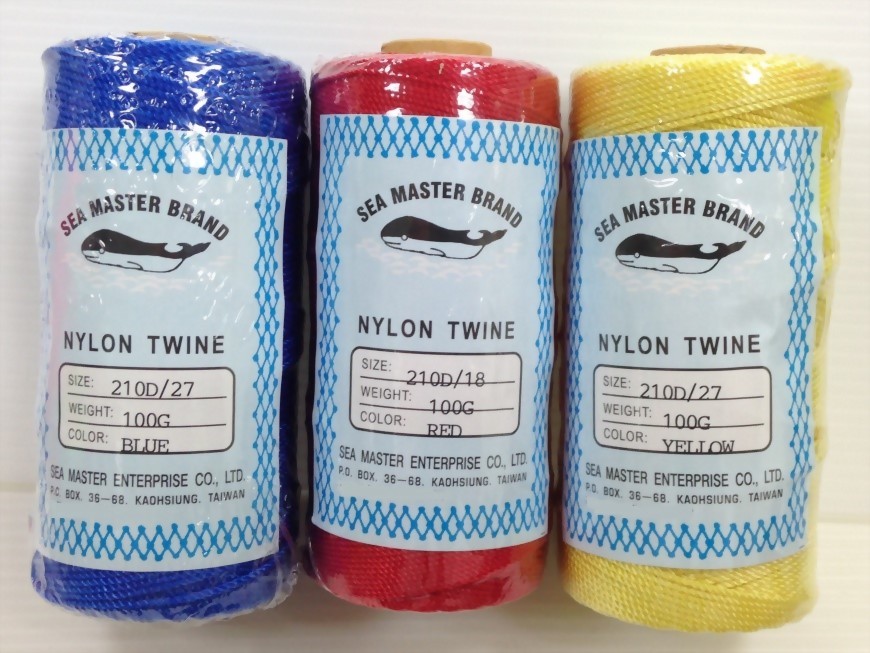 SEA MASTER BRAND
NYLON TWINE
SIZE: 210D/27
WEIGHT: 100G
COLOR: BLUE
SEA MASTER ENTERPRISE CO., LTD.
P.O. BOX. 36-68. KAOHSIUNG. TAIWAN
SEA MASTER BRAND
NYLON TWINE
SIZE: 210D/18
WEIGHT: 100G
COLOR: RED
SEA MASTER ENTERPRISE CO., LTD.
P.O. BOX. 36-68. KAOHSIUNG. TAIWAN
SEA MASTER BRAND
NYLON TWINE
SIZE: 210D/27
WEIGHT: 100G
COLOR: YELLOW
SEA MASTER ENTERPRISE CO., LTD.
P.O. BOX. 36-68. KAOHSIUNG. TAIWAN